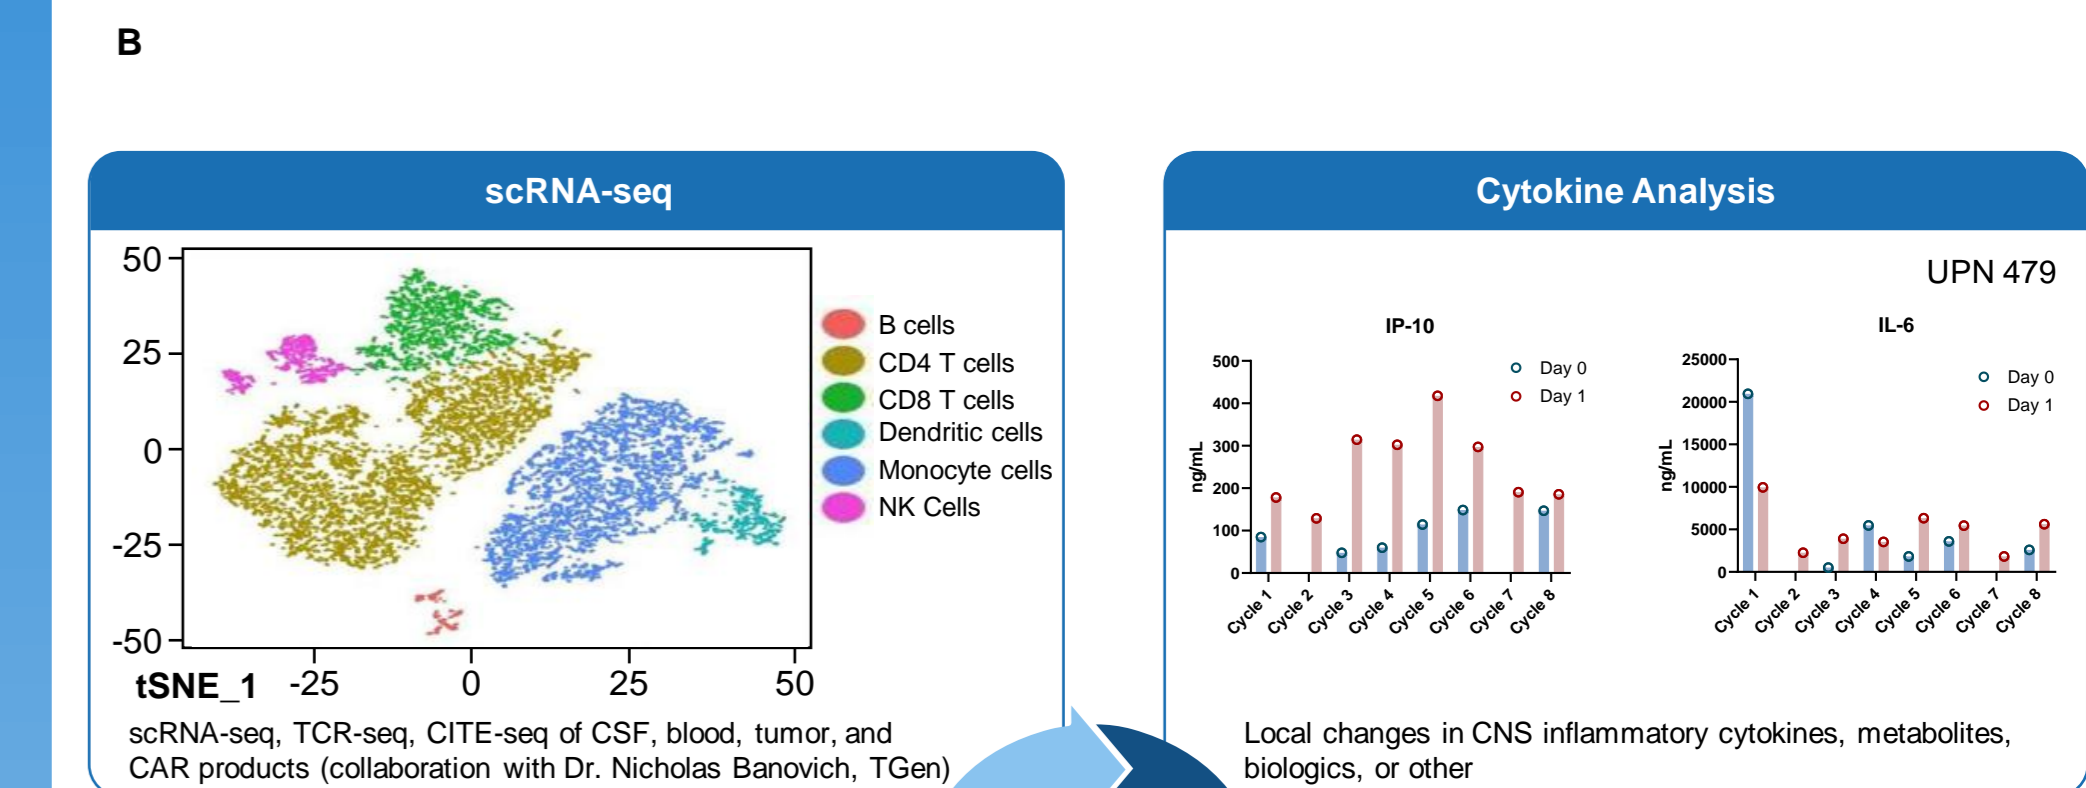 B
scRNA-seq
50
25
0
-25
-50
tSNE_1
-25
0
25
50
B cells
CD4 T cells
CD8 T cells
Dendritic cells
Monocyte cells
NK Cells
scRNA-seq, TCR-seq, CITE-seq of CSF, blood, tumor, and
CAR products (collaboration with Dr. Nicholas Banovich, TGen)
Cytokine Analysis
UPN 479
IP-10
500
400
300
200
100
0
ng/mL
Day 0
Day 1
Cycle 1
Cycle 2
Cycle 3
Cycle 4
Cycle 5
Cycle 6
Cycle 7
Cycle 8
IL-6
25000
20000
15000
10000
5000
0
ng/mL
Day 0
Day 1
Cycle 1
Cycle 2
Cycle 3
Cycle 4
Cycle 5
Cycle 6
Cycle 7
Cycle 8
Local changes in CNS inflammatory cytokines, metabolites,
biologics, or other